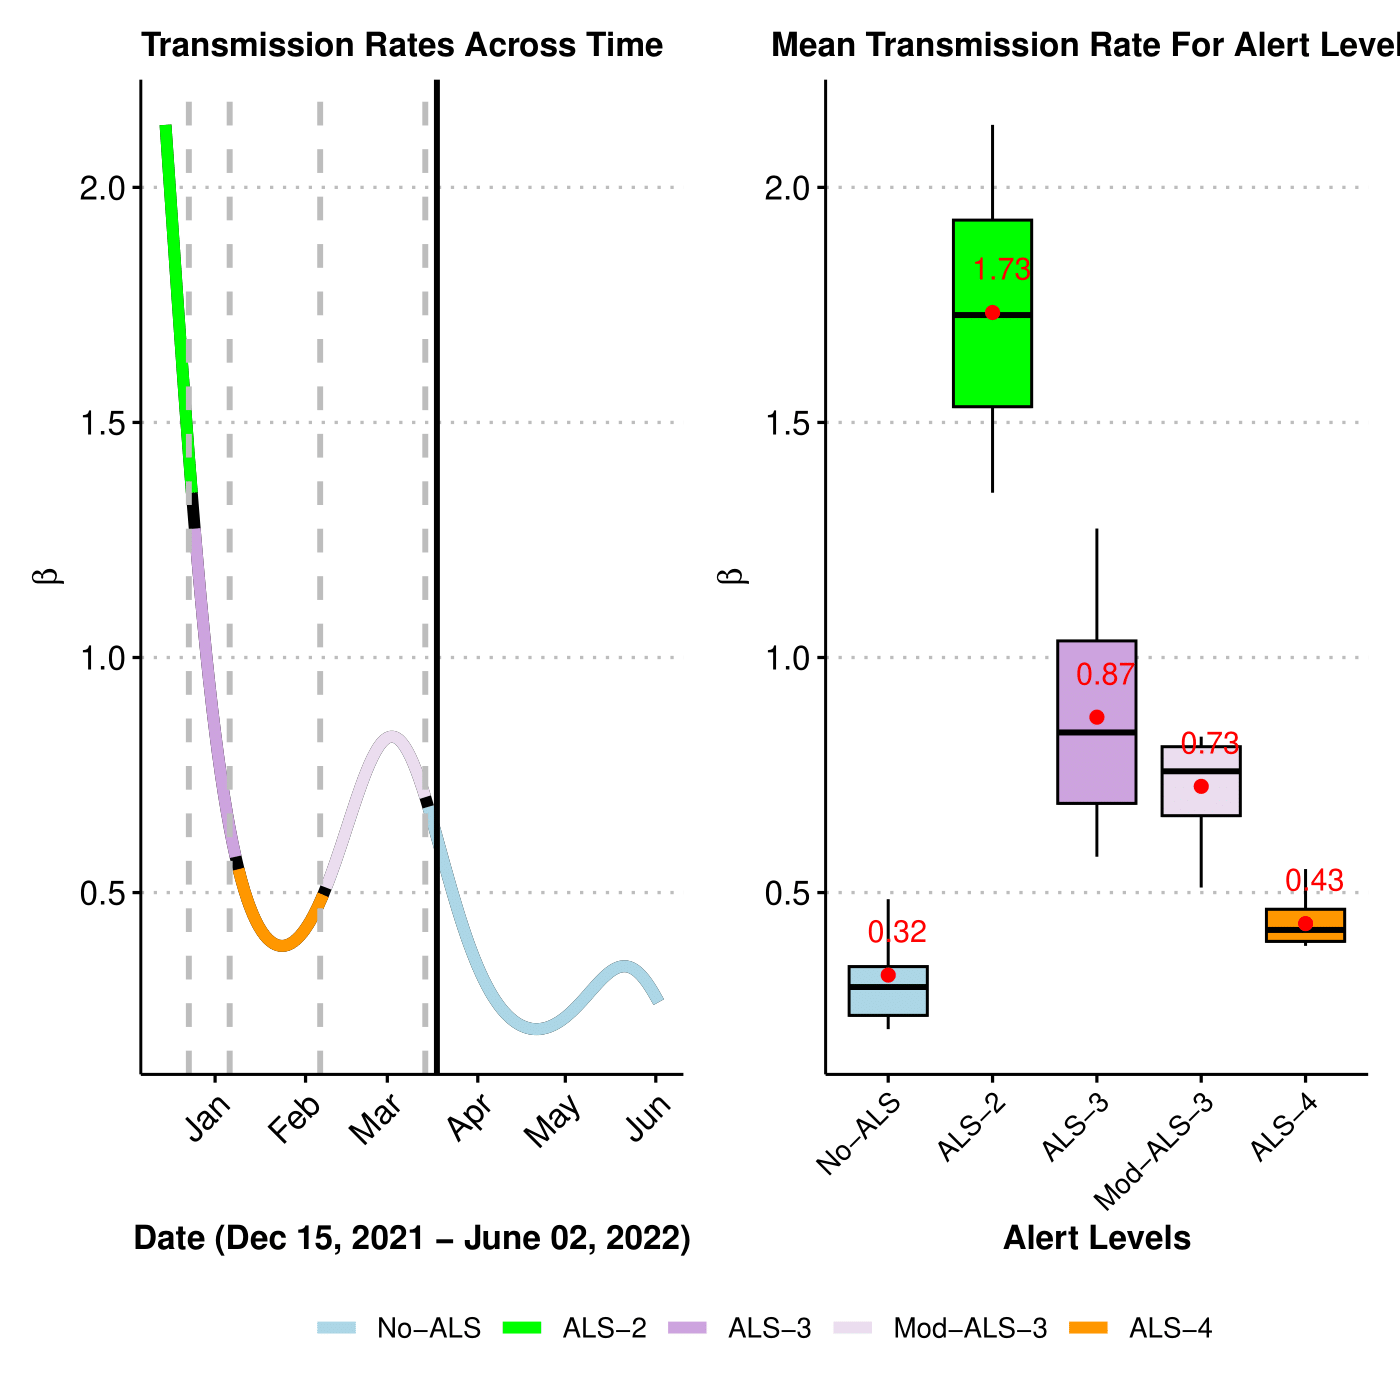 Transmission Rates Across Time
Mean Transmission Rate For Alert Level
β
2.0
1.5
1.0
0.5
Jan
Feb
Mar
Apr
May
Jun
Date (Dec 15, 2021 − June 02, 2022)
β
2.0
1.5
1.0
0.5
1.73
0.87
0.73
0.43
0.32
No−ALS
ALS−2
ALS−3
Mod−ALS−3
ALS−4
Alert Levels
No−ALS ALS−2 ALS−3 Mod−ALS−3 ALS−4